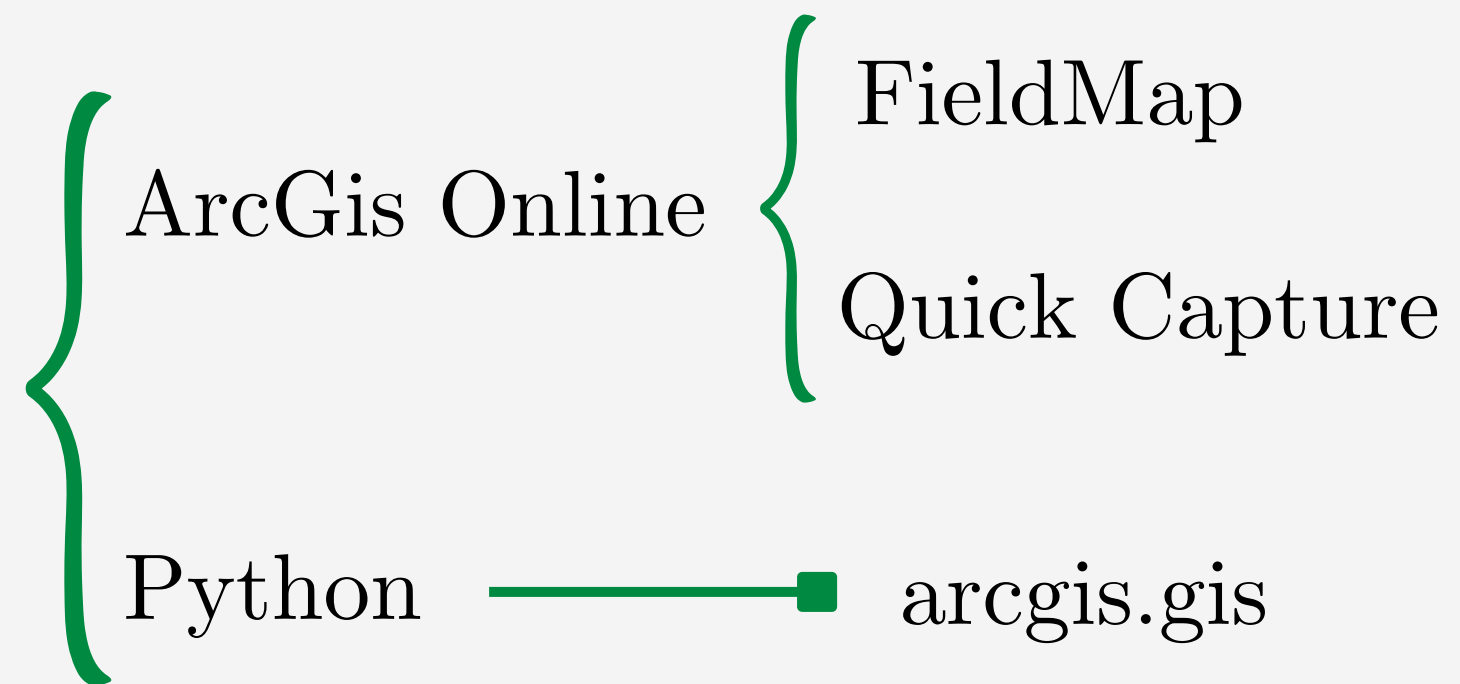 FieldMap
ArcGis Online
Quick Capture
Python
arcgis.gis